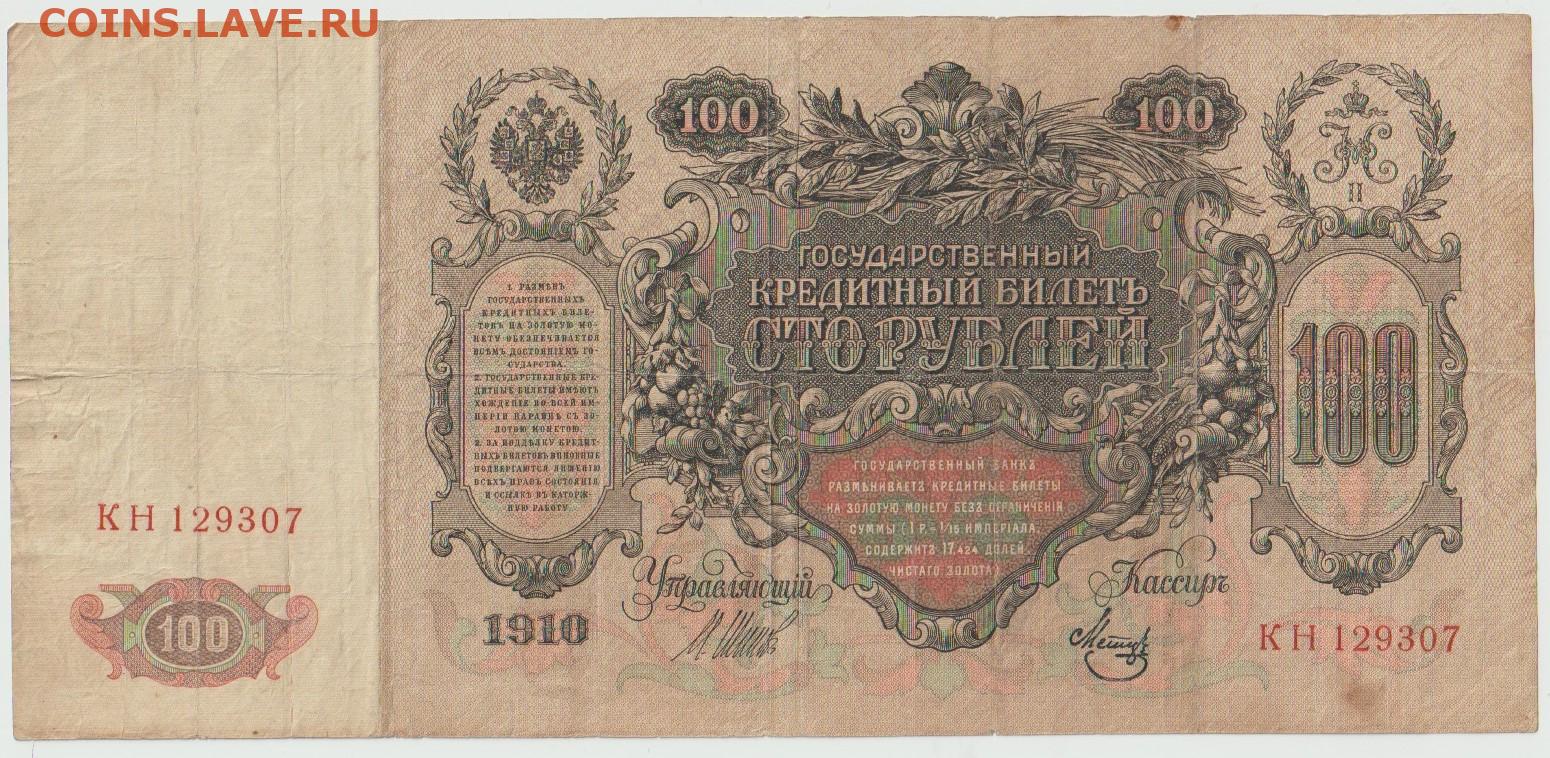 COINS.LAVE.RU
100
100
II
ГОСУДАРСТВЕННЫЙ
КРЕДИТНЫЙ БИЛЕТЪ
СТО РУБЛЕЙ
1. РАЗМѢНЪ
ГОСУДАРСТВЕННЫХЪ
КРЕДИТНЫХЪ БИЛЕ-
ТОВЪ НА ЗОЛОТУЮ МО-
НЕТУ ОБЕЗПЕЧИВАЕТСЯ
ВСѢМЪ ДОСТОЯНІЕМЪ ГО-
СУДАРСТВА.
2. ГОСУДАРСТВЕННЫЕ КРЕ-
ДИТНЫЕ БИЛЕТЫ ИМѢЮТЪ
ХОЖДЕНІЕ ВО ВСЕЙ ИМ-
ПЕРІИ НАРАВНѢ СЪ ЗО-
ЛОТОЮ МОНЕТОЮ.
3. ЗА ПОДДѢЛКУ КРЕДИТ-
НЫХЪ БИЛЕТОВЪ ВИНОВНЫЕ
ПОДВЕРГАЮТСЯ ЛИШЕНІЮ
ВСѢХЪ ПРАВЪ СОСТОЯНІЯ
И ССЫЛКѢ ВЪ КАТОРЖ-
НУЮ РАБОТУ
100
ГОСУДАРСТВЕННЫЙ БАНКЪ
РАЗМѢНИВАЕТЪ КРЕДИТНЫЕ БИЛЕТЫ
НА ЗОЛОТУЮ МОНЕТУ БЕЗЪ ОГРАНИЧЕНІЯ
СУММЫ (1 Р. = 1/15 ИМПЕРІАЛА,
СОДЕРЖИТЪ 17,424 ДОЛЕЙ
ЧИСТАГО ЗОЛОТА)
КН 129307
100
Управляющій
Кассиръ
1910
КН 129307